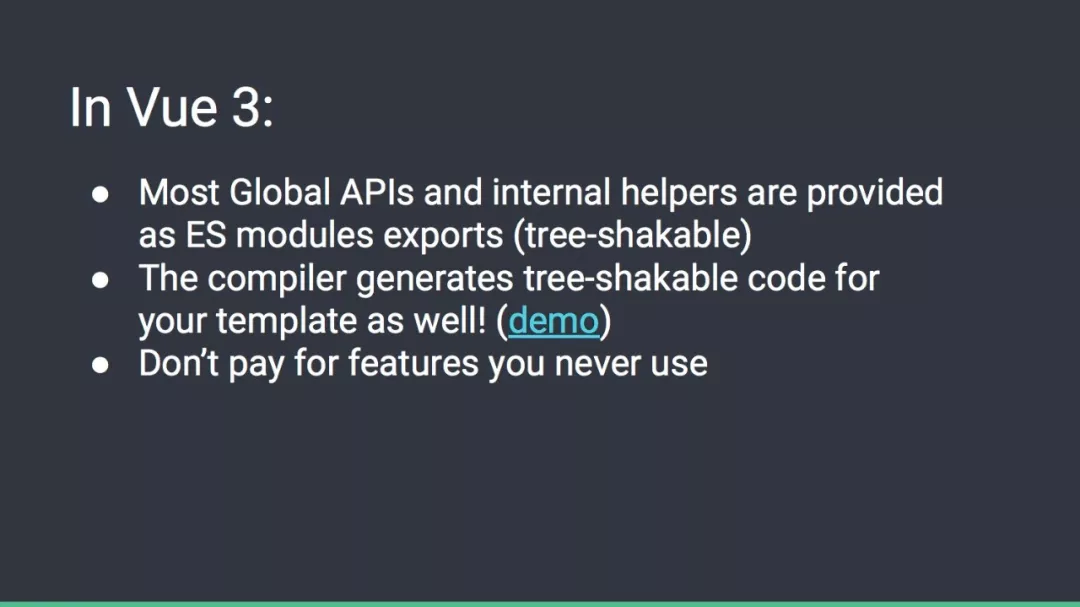 In Vue 3:
● Most Global APIs and internal helpers are provided
as ES modules exports (tree-shakable)
● The compiler generates tree-shakable code for
your template as well! (demo)
● Don’t pay for features you never use